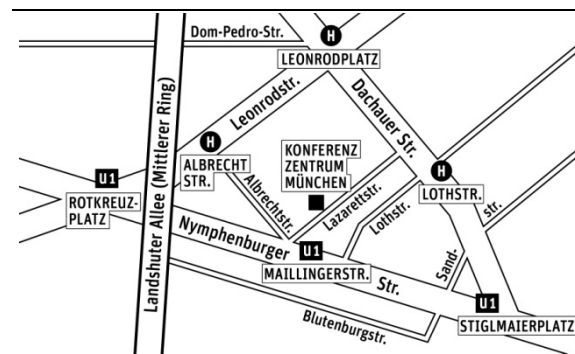 Dom-Pedro-Str.
H
LEONRODPLATZ
Landshuter Allee (Mittlerer Ring)
Leonrodstr.
Dachauer Str.
H
ALBRECHT
STR.
KONFERENZ
ZENTRUM
MÜNCHEN
H
LOTHSTR.
U1
ROTKREUZ-
PLATZ
Albrechtstr.
Lazarettstr.
Lothstr.
Sand-
str.
Nymphenburger
Str.
U1
MAILLINGERSTR.
U1
STIGLMAIERPLATZ
Blutenburgstr.